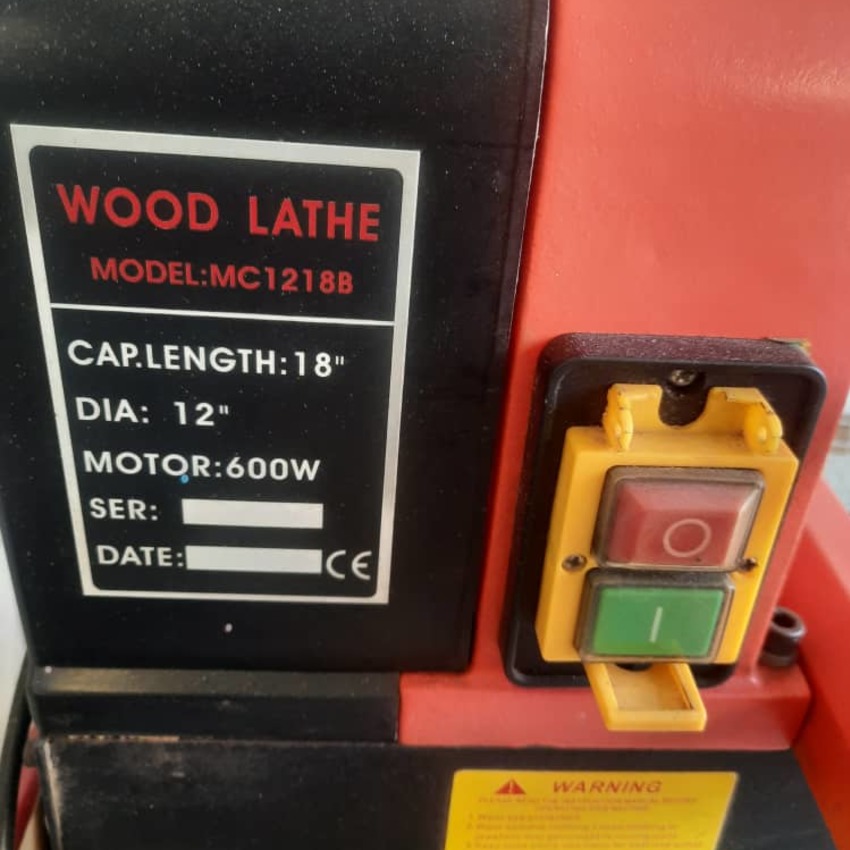 WOOD LATHE
MODEL:MC1218B
CAP.LENGTH:18"
DIA: 12"
MOTOR:600W
SER:
DATE: CE
O
I
WARNING